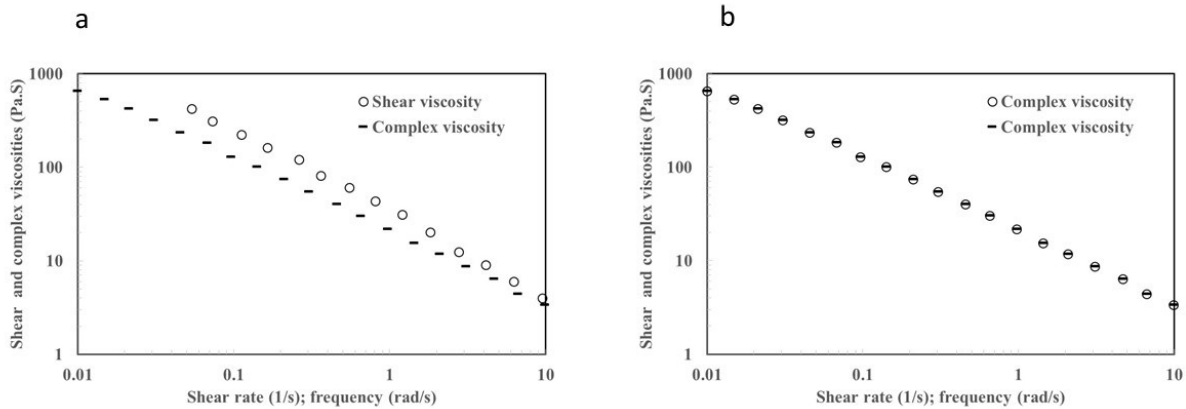 a
Shear and complex viscosities (Pa.S)
1000
100
10
1
Shear viscosity
Complex viscosity
0.01 0.1 1 10
Shear rate (1/s); frequency (rad/s)
b
Shear and complex viscosities (Pa.S)
1000
100
10
1
Complex viscosity
Complex viscosity
0.01 0.1 1 10
Shear rate (1/s); frequency (rad/s)